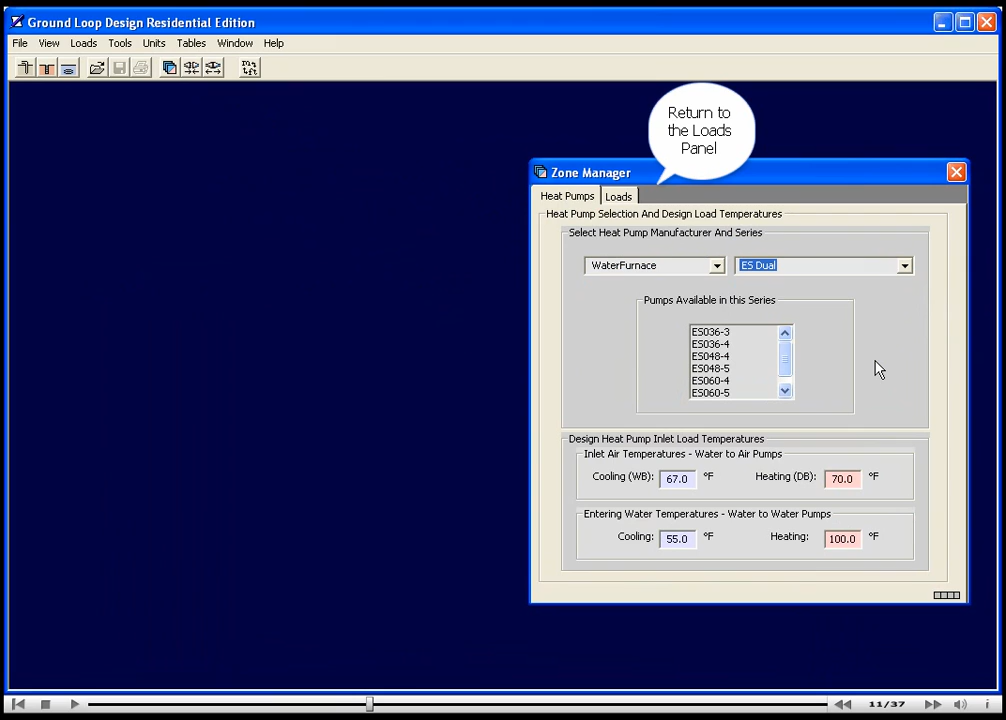 Ground Loop Design Residential Edition
File View Loads Tools Units Tables Window Help
Return to
the Loads
Panel
Zone Manager
Heat Pumps Loads
Heat Pump Selection And Design Load Temperatures
Select Heat Pump Manufacturer And Series
WaterFurnace ES Dual
Pumps Available in this Series
ES036-3
ES036-4
ES048-4
ES048-5
ES060-4
ES060-5
Design Heat Pump Inlet Load Temperatures
Inlet Air Temperatures - Water to Air Pumps
Cooling (WB): 67.0 °F Heating (DB): 70.0 °F
Entering Water Temperatures - Water to Water Pumps
Cooling: 55.0 °F Heating: 100.0 °F
11/37